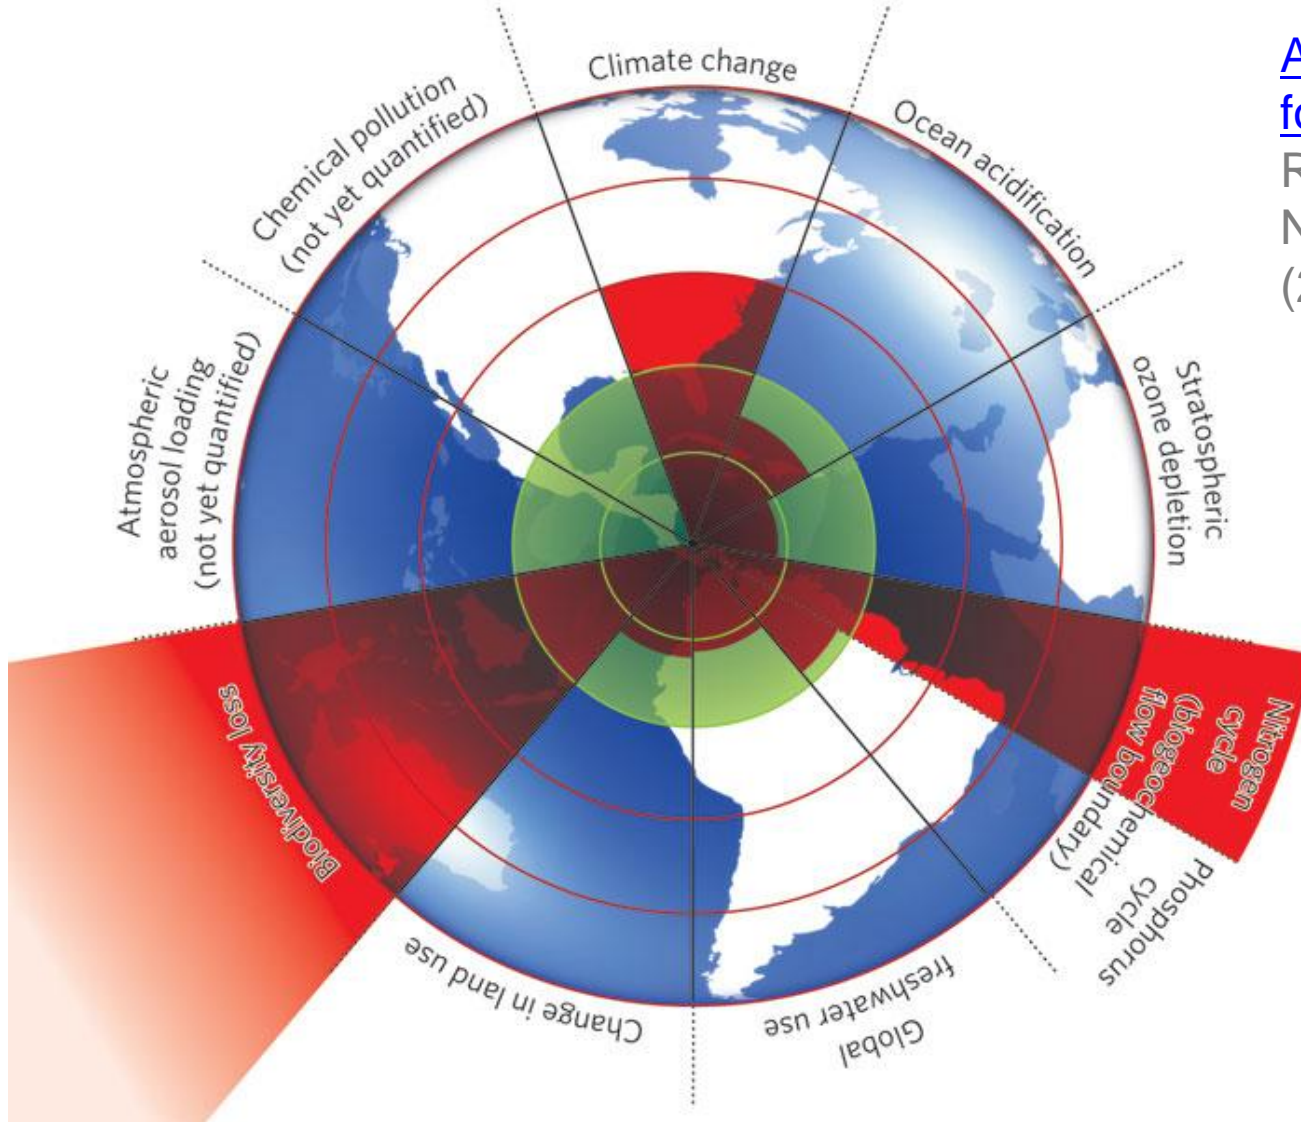 Climate change
Ocean acidification
Stratospheric
ozone depletion
Nitrogen
cycle
(biogeochemical
flow boundary)
Phosphorus
cycle
Global
freshwater use
Change in land use
Biodiversity loss
Atmospheric
aerosol loading
(not yet quantified)
Chemical pollution
(not yet quantified)